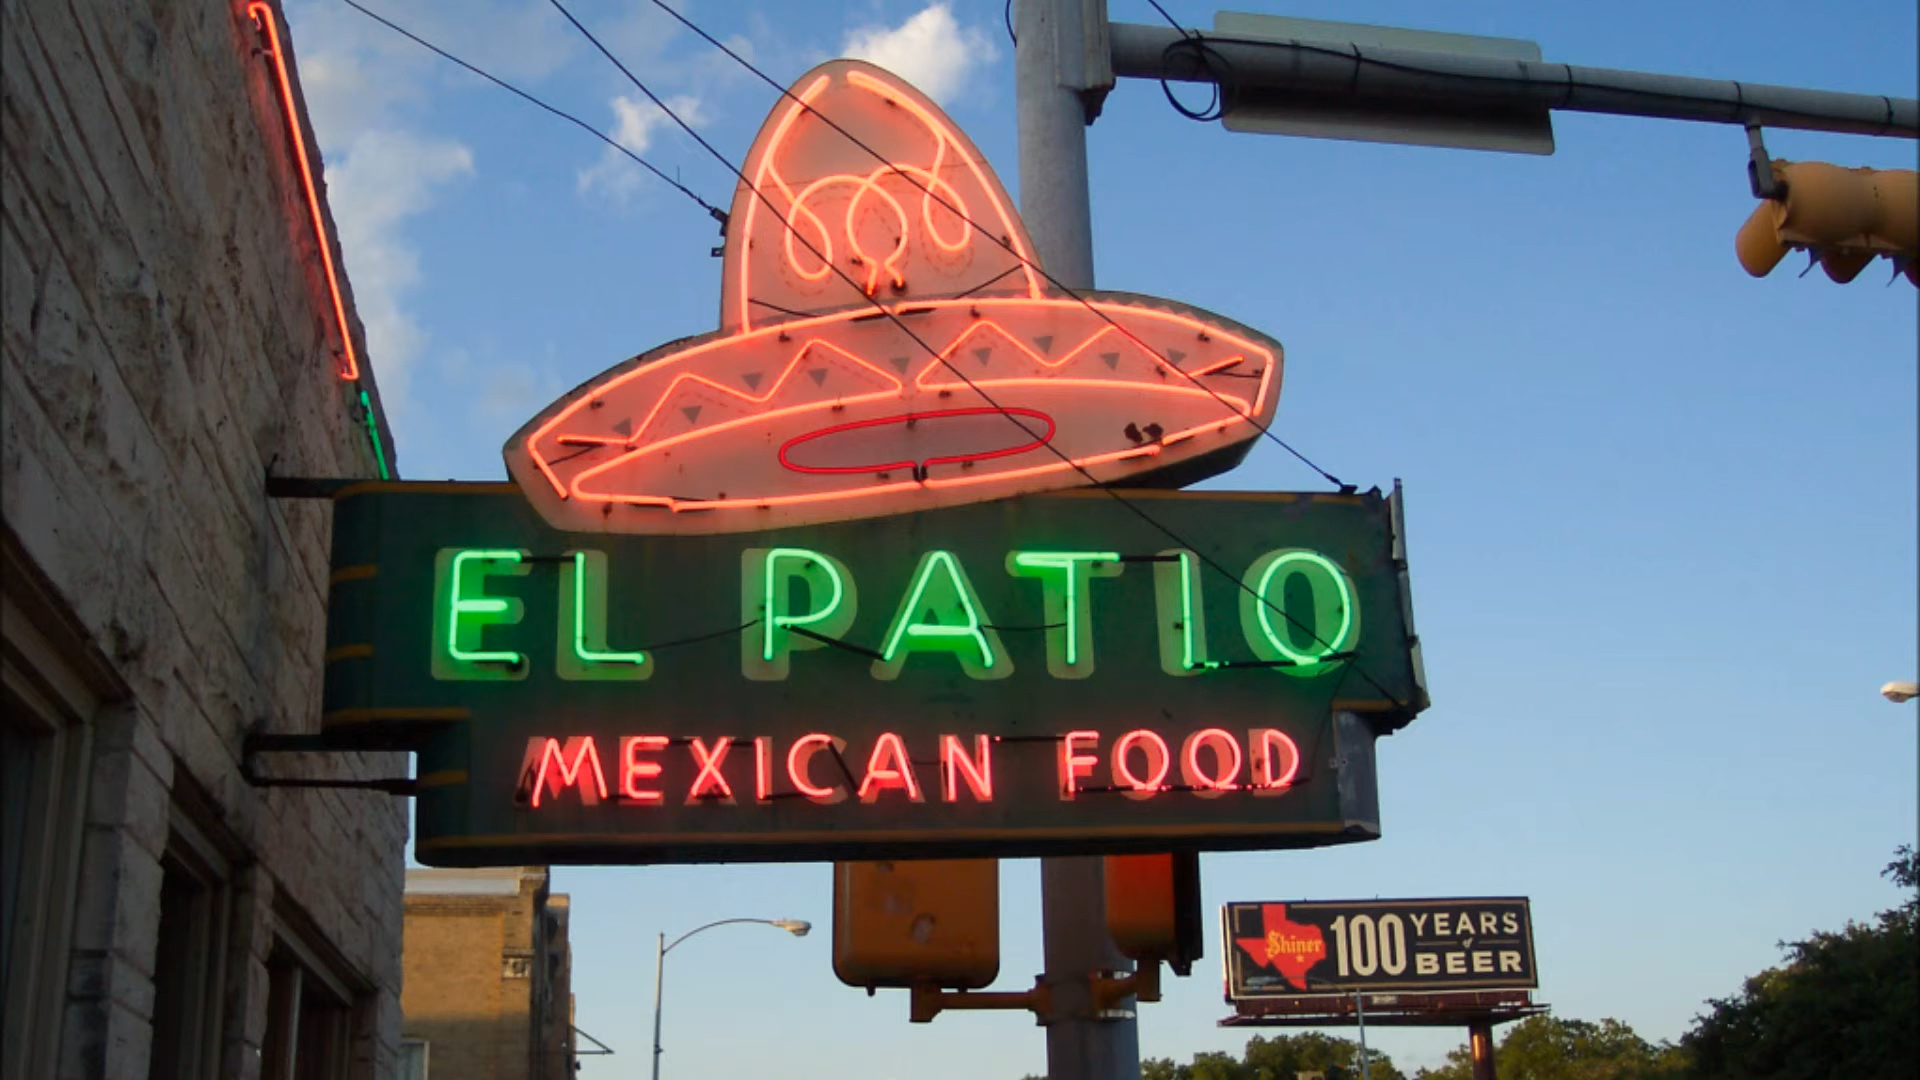 EL PATIO
MEXICAN FOOD
Shiner
100 YEARS
of
BEER